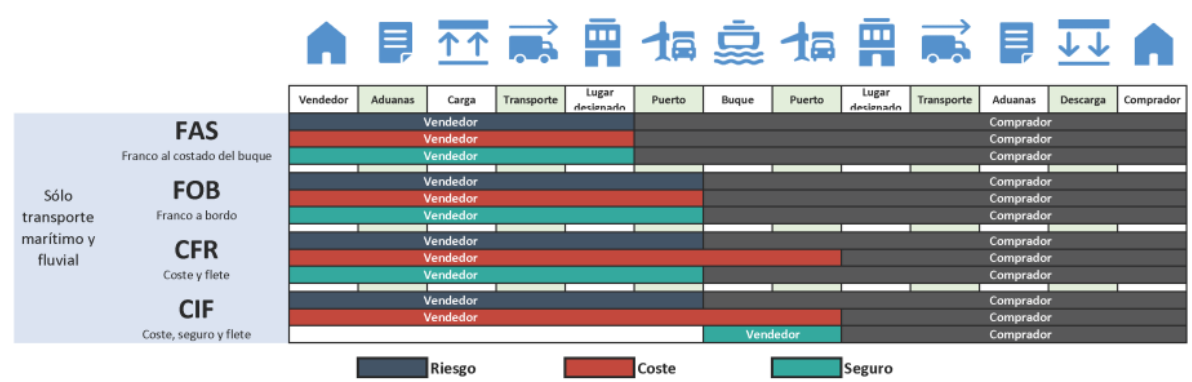 Vendedor Aduanas Carga Transporte Lugar designado Puerto Buque Puerto Lugar designado Transporte Aduanas Descarga Comprador
Sólo
transporte
marítimo y
fluvial
FAS
Franco al costado del buque
Vendedor Comprador
Vendedor Comprador
Vendedor Comprador
FOB
Franco a bordo
Vendedor Comprador
Vendedor Comprador
Vendedor Comprador
CFR
Coste y flete
Vendedor Comprador
Vendedor Comprador
Vendedor Comprador
CIF
Coste, seguro y flete
Vendedor Comprador
Vendedor Comprador
Vendedor Comprador
Riesgo Coste Seguro